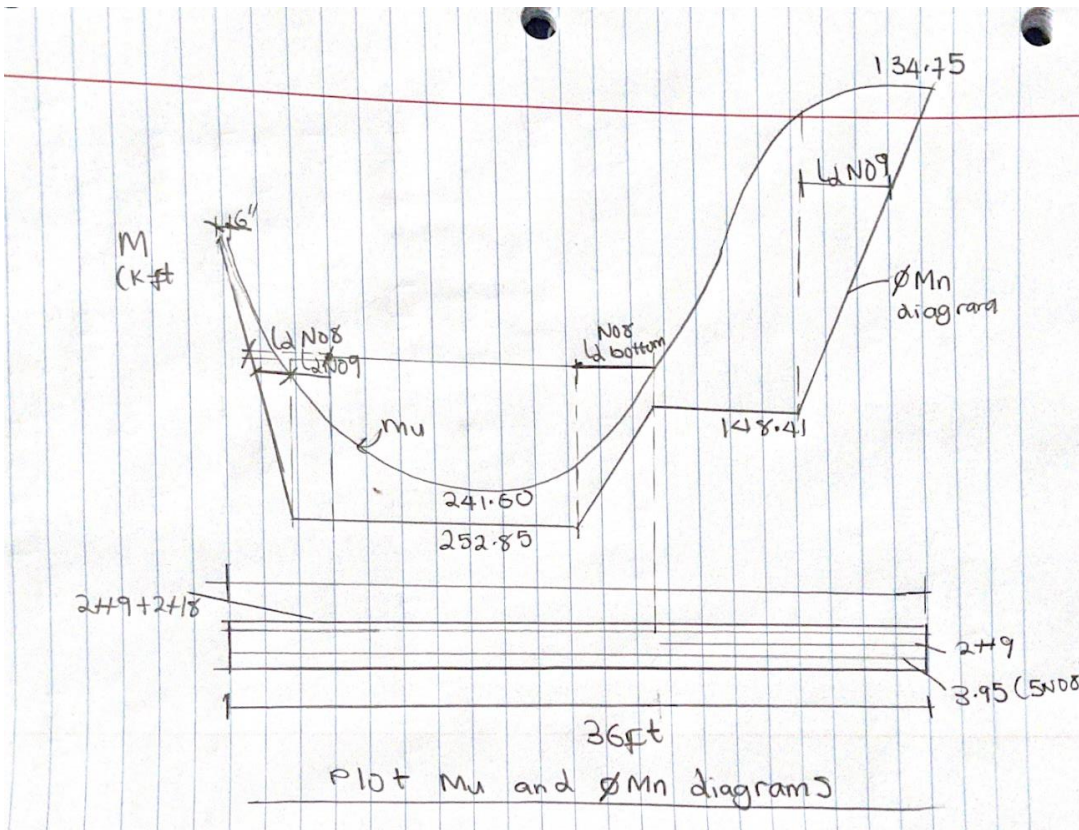 134.75
Ld NO9
6"
M
(K-ft
ØMn
diagram
Ld NO8
Ld NO9
NO8
Ld bottom
Mu
148.41
241.60
252.85
2#9+2#8
2#9
3.95 (5NO8
36ft
Plot Mu and ØMn diagrams